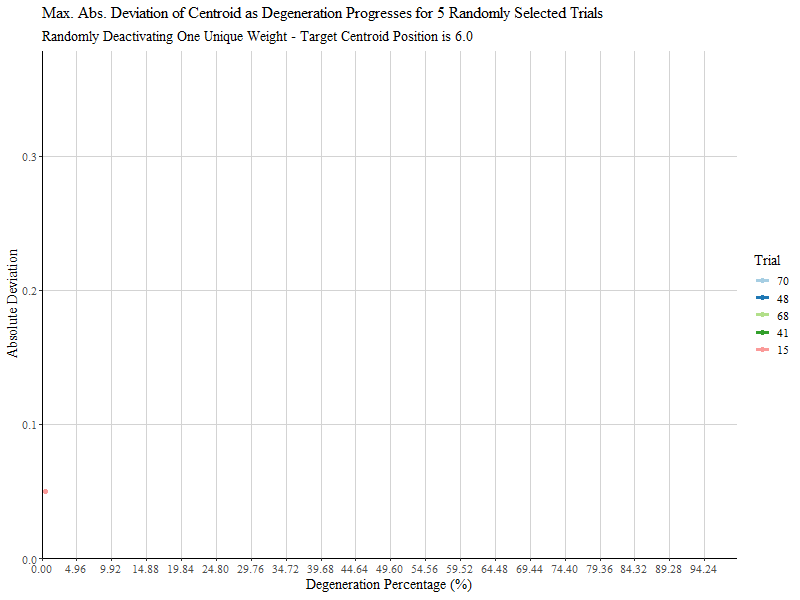 Max. Abs. Deviation of Centroid as Degeneration Progresses for 5 Randomly Selected Trials
Randomly Deactivating One Unique Weight - Target Centroid Position is 6.0
Absolute Deviation
0.3
0.2
0.1
0.0
0.00 4.96 9.92 14.88 19.84 24.80 29.76 34.72 39.68 44.64 49.60 54.56 59.52 64.48 69.44 74.40 79.36 84.32 89.28 94.24
Degeneration Percentage (%)
Trial
70
48
68
41
15